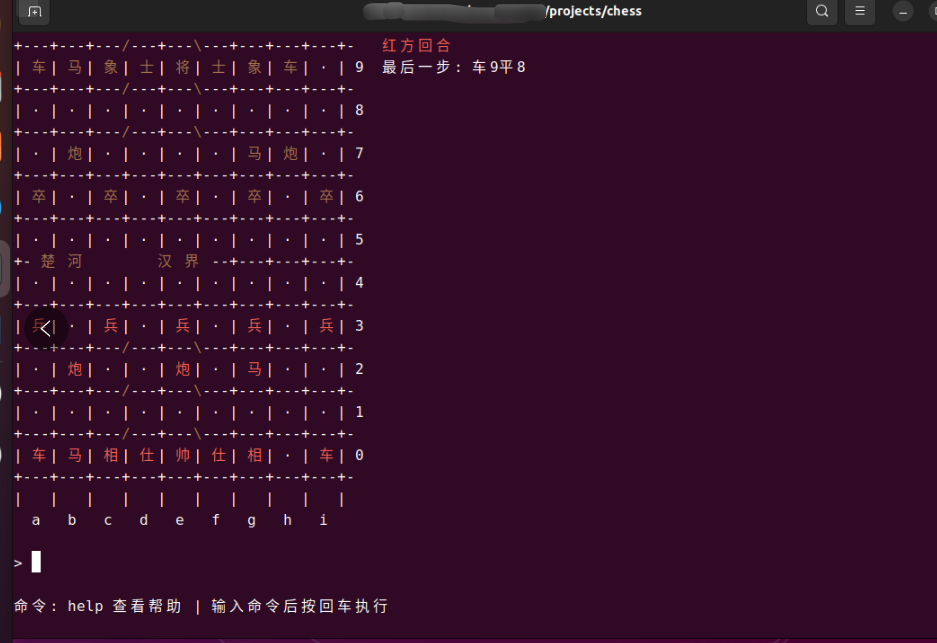 /projects/chess
+---+---+---/---+---\---+---+---+---+- 红方回合
| 车| 马| 象| 士| 将| 士| 象| 车| · | 9 最后一步: 车9平8
+---+---+---/---+---\---+---+---+---+-
| · | · | · | · | · | · | · | · | · | 8
+---+---+---/---+---\---+---+---+---+-
| · | 炮| · | · | · | · | 马| 炮| · | 7
+---+---+---+---+---+---+---+---+---+-
| 卒| · | 卒| · | 卒| · | 卒| · | 卒| 6
+---+---+---+---+---+---+---+---+---+-
| · | · | · | · | · | · | · | · | · | 5
+- 楚 河 汉 界 --+---+---+---+-
| · | · | · | · | · | · | · | · | · | 4
+---+---+---+---+---+---+---+---+---+-
| 兵| · | 兵| · | 兵| · | 兵| · | 兵| 3
+---+---+---/---+---\---+---+---+---+-
| · | 炮| · | · | 炮| · | 马| · | · | 2
+---+---+---/---+---\---+---+---+---+-
| · | · | · | · | · | · | · | · | · | 1
+---+---+---/---+---\---+---+---+---+-
| 车| 马| 相| 仕| 帅| 仕| 相| · | 车| 0
+---+---+---+---+---+---+---+---+---+-
| | | | | | | | | |
a b c d e f g h i
>
命令: help 查看帮助 | 输入命令后按回车执行